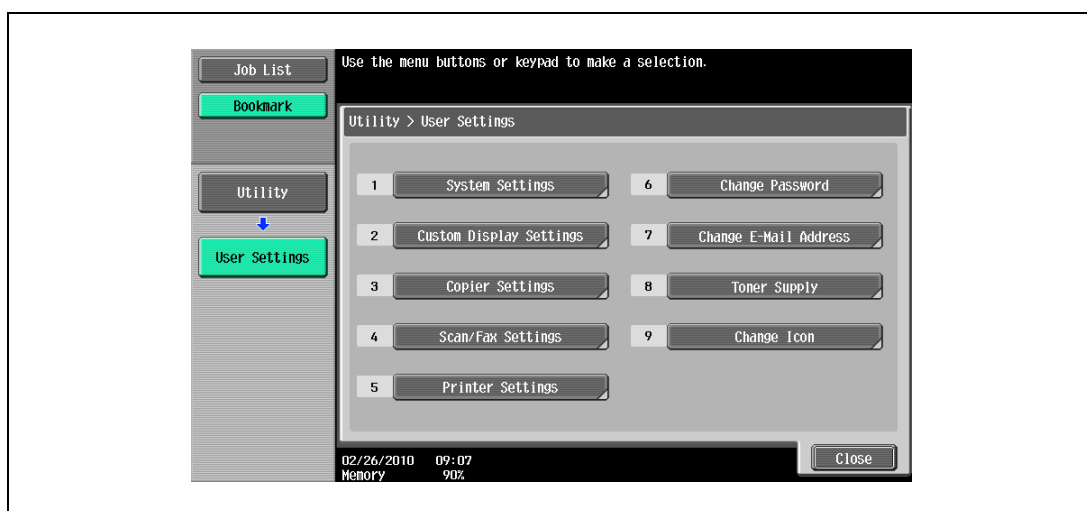 Job List
Bookmark
Utility
User Settings
Use the menu buttons or keypad to make a selection.
Utility > User Settings
1 System Settings
2 Custom Display Settings
3 Copier Settings
4 Scan/Fax Settings
5 Printer Settings
6 Change Password
7 Change E-Mail Address
8 Toner Supply
9 Change Icon
02/26/2010 09:07
Memory 90%
Close